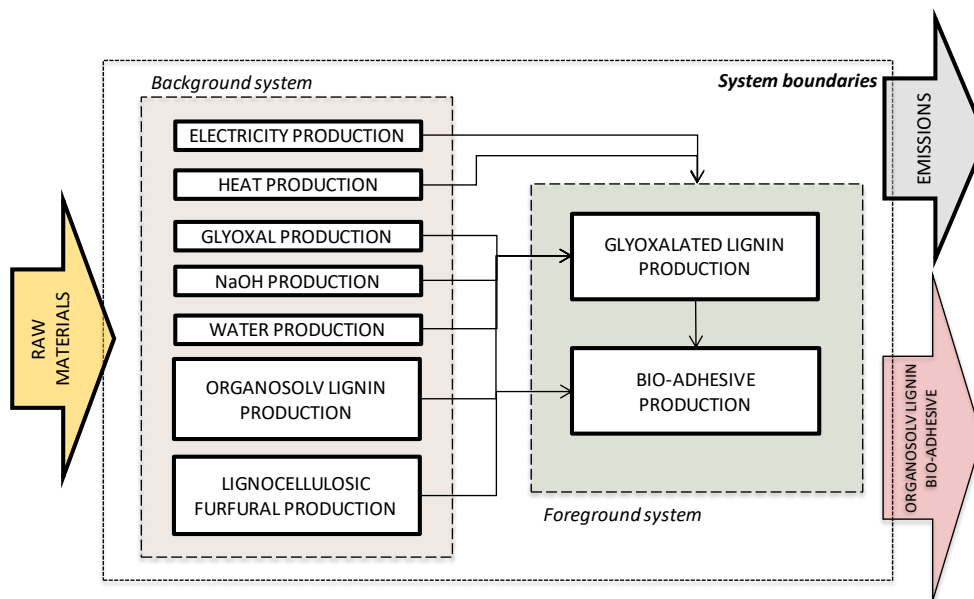 Background system
System boundaries
ELECTRICITY PRODUCTION
HEAT PRODUCTION
GLYOXAL PRODUCTION
NaOH PRODUCTION
WATER PRODUCTION
ORGANOSOLV LIGNIN
PRODUCTION
LIGNOCELLULOSIC
FURFURAL PRODUCTION
GLYOXALATED LIGNIN
PRODUCTION
BIO-ADHESIVE
PRODUCTION
Foreground system
RAW
MATERIALS
EMISSIONS
ORGANOSOLV LIGNIN
BIO-ADHESIVE